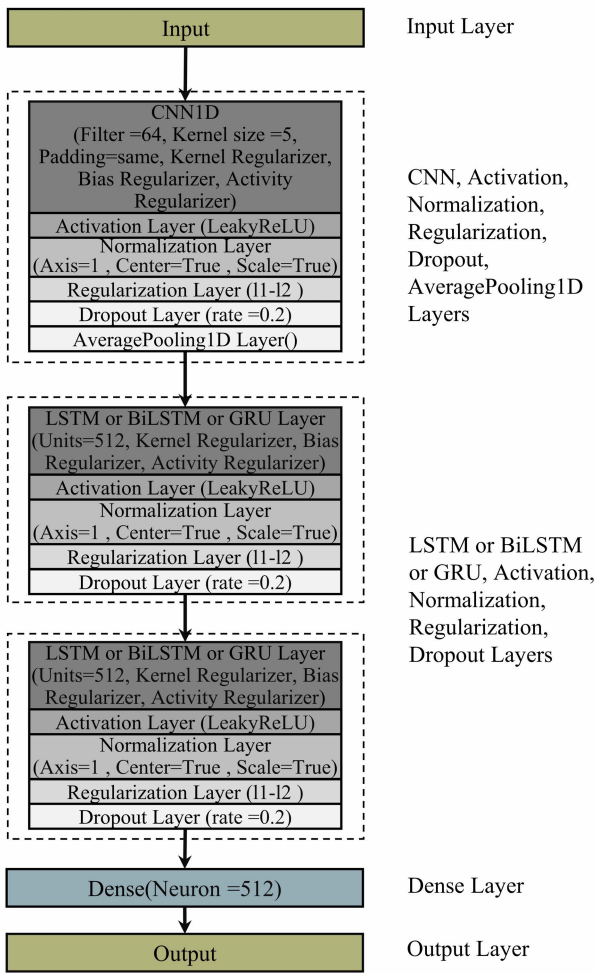 Input
Input Layer
CNN1D
(Filter =64, Kernel size =5,
Padding=same, Kernel Regularizer,
Bias Regularizer, Activity
Regularizer)
Activation Layer (LeakyReLU)
Normalization Layer
(Axis=1 , Center=True , Scale=True)
Regularization Layer (l1-l2 )
Dropout Layer (rate =0.2)
AveragePooling1D Layer()
CNN, Activation,
Normalization,
Regularization,
Dropout,
AveragePooling1D
Layers
LSTM or BiLSTM or GRU Layer
(Units=512, Kernel Regularizer, Bias
Regularizer, Activity Regularizer)
Activation Layer (LeakyReLU)
Normalization Layer
(Axis=1 , Center=True , Scale=True)
Regularization Layer (l1-l2 )
Dropout Layer (rate =0.2)
LSTM or BiLSTM
or GRU, Activation,
Normalization,
Regularization,
Dropout Layers
LSTM or BiLSTM or GRU Layer
(Units=512, Kernel Regularizer, Bias
Regularizer, Activity Regularizer)
Activation Layer (LeakyReLU)
Normalization Layer
(Axis=1 , Center=True , Scale=True)
Regularization Layer (l1-l2 )
Dropout Layer (rate =0.2)
Dense(Neuron =512)
Dense Layer
Output
Output Layer